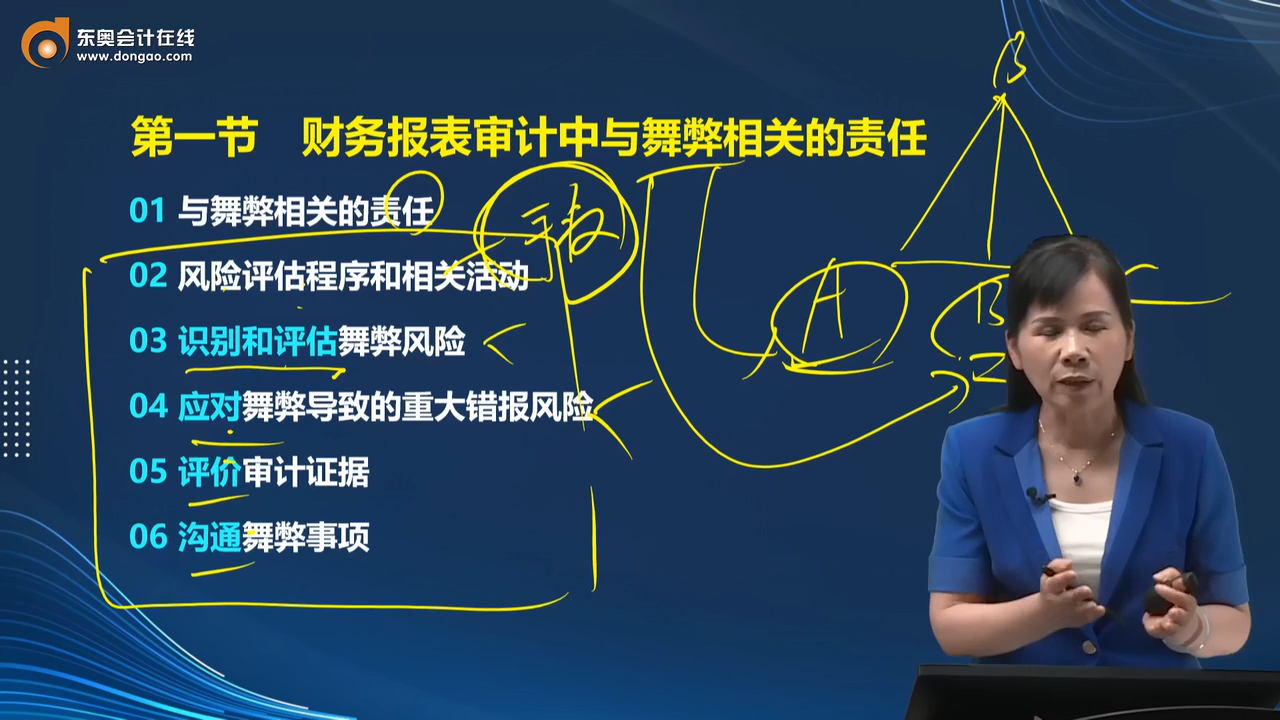 东奥会计在线
www.dongao.com
第一节 财务报表审计中与舞弊相关的责任
01 与舞弊相关的责任
02 风险评估程序和相关活动
03 识别和评估舞弊风险
04 应对舞弊导致的重大错报风险
05 评价审计证据
06 沟通舞弊事项
B
A
B